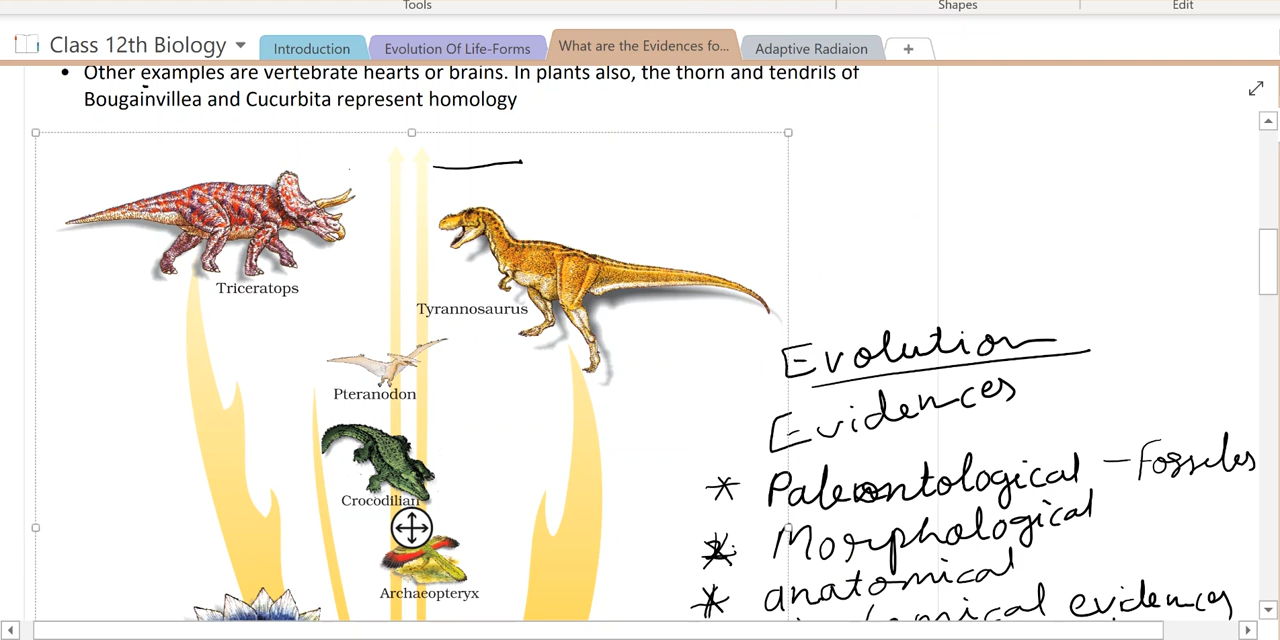 Tools Shapes Edit
Class 12th Biology Introduction Evolution Of Life-Forms What are the Evidences fo... Adaptive Radiaion +
• Other examples are vertebrate hearts or brains. In plants also, the thorn and tendrils of
Bougainvillea and Cucurbita represent homology
Triceratops
Tyrannosaurus
Pteranodon
Crocodilian
Archaeopteryx
Evolution
Evidences
* Paleontological - Fosseles
* Morphological
* anatomical
evidences